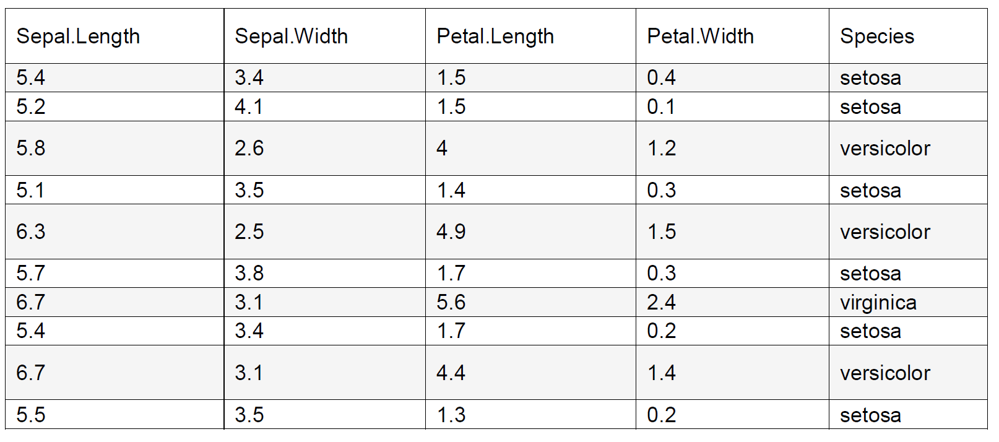 Sepal.Length Sepal.Width Petal.Length Petal.Width Species
5.4 3.4 1.5 0.4 setosa
5.2 4.1 1.5 0.1 setosa
5.8 2.6 4 1.2 versicolor
5.1 3.5 1.4 0.3 setosa
6.3 2.5 4.9 1.5 versicolor
5.7 3.8 1.7 0.3 setosa
6.7 3.1 5.6 2.4 virginica
5.4 3.4 1.7 0.2 setosa
6.7 3.1 4.4 1.4 versicolor
5.5 3.5 1.3 0.2 setosa